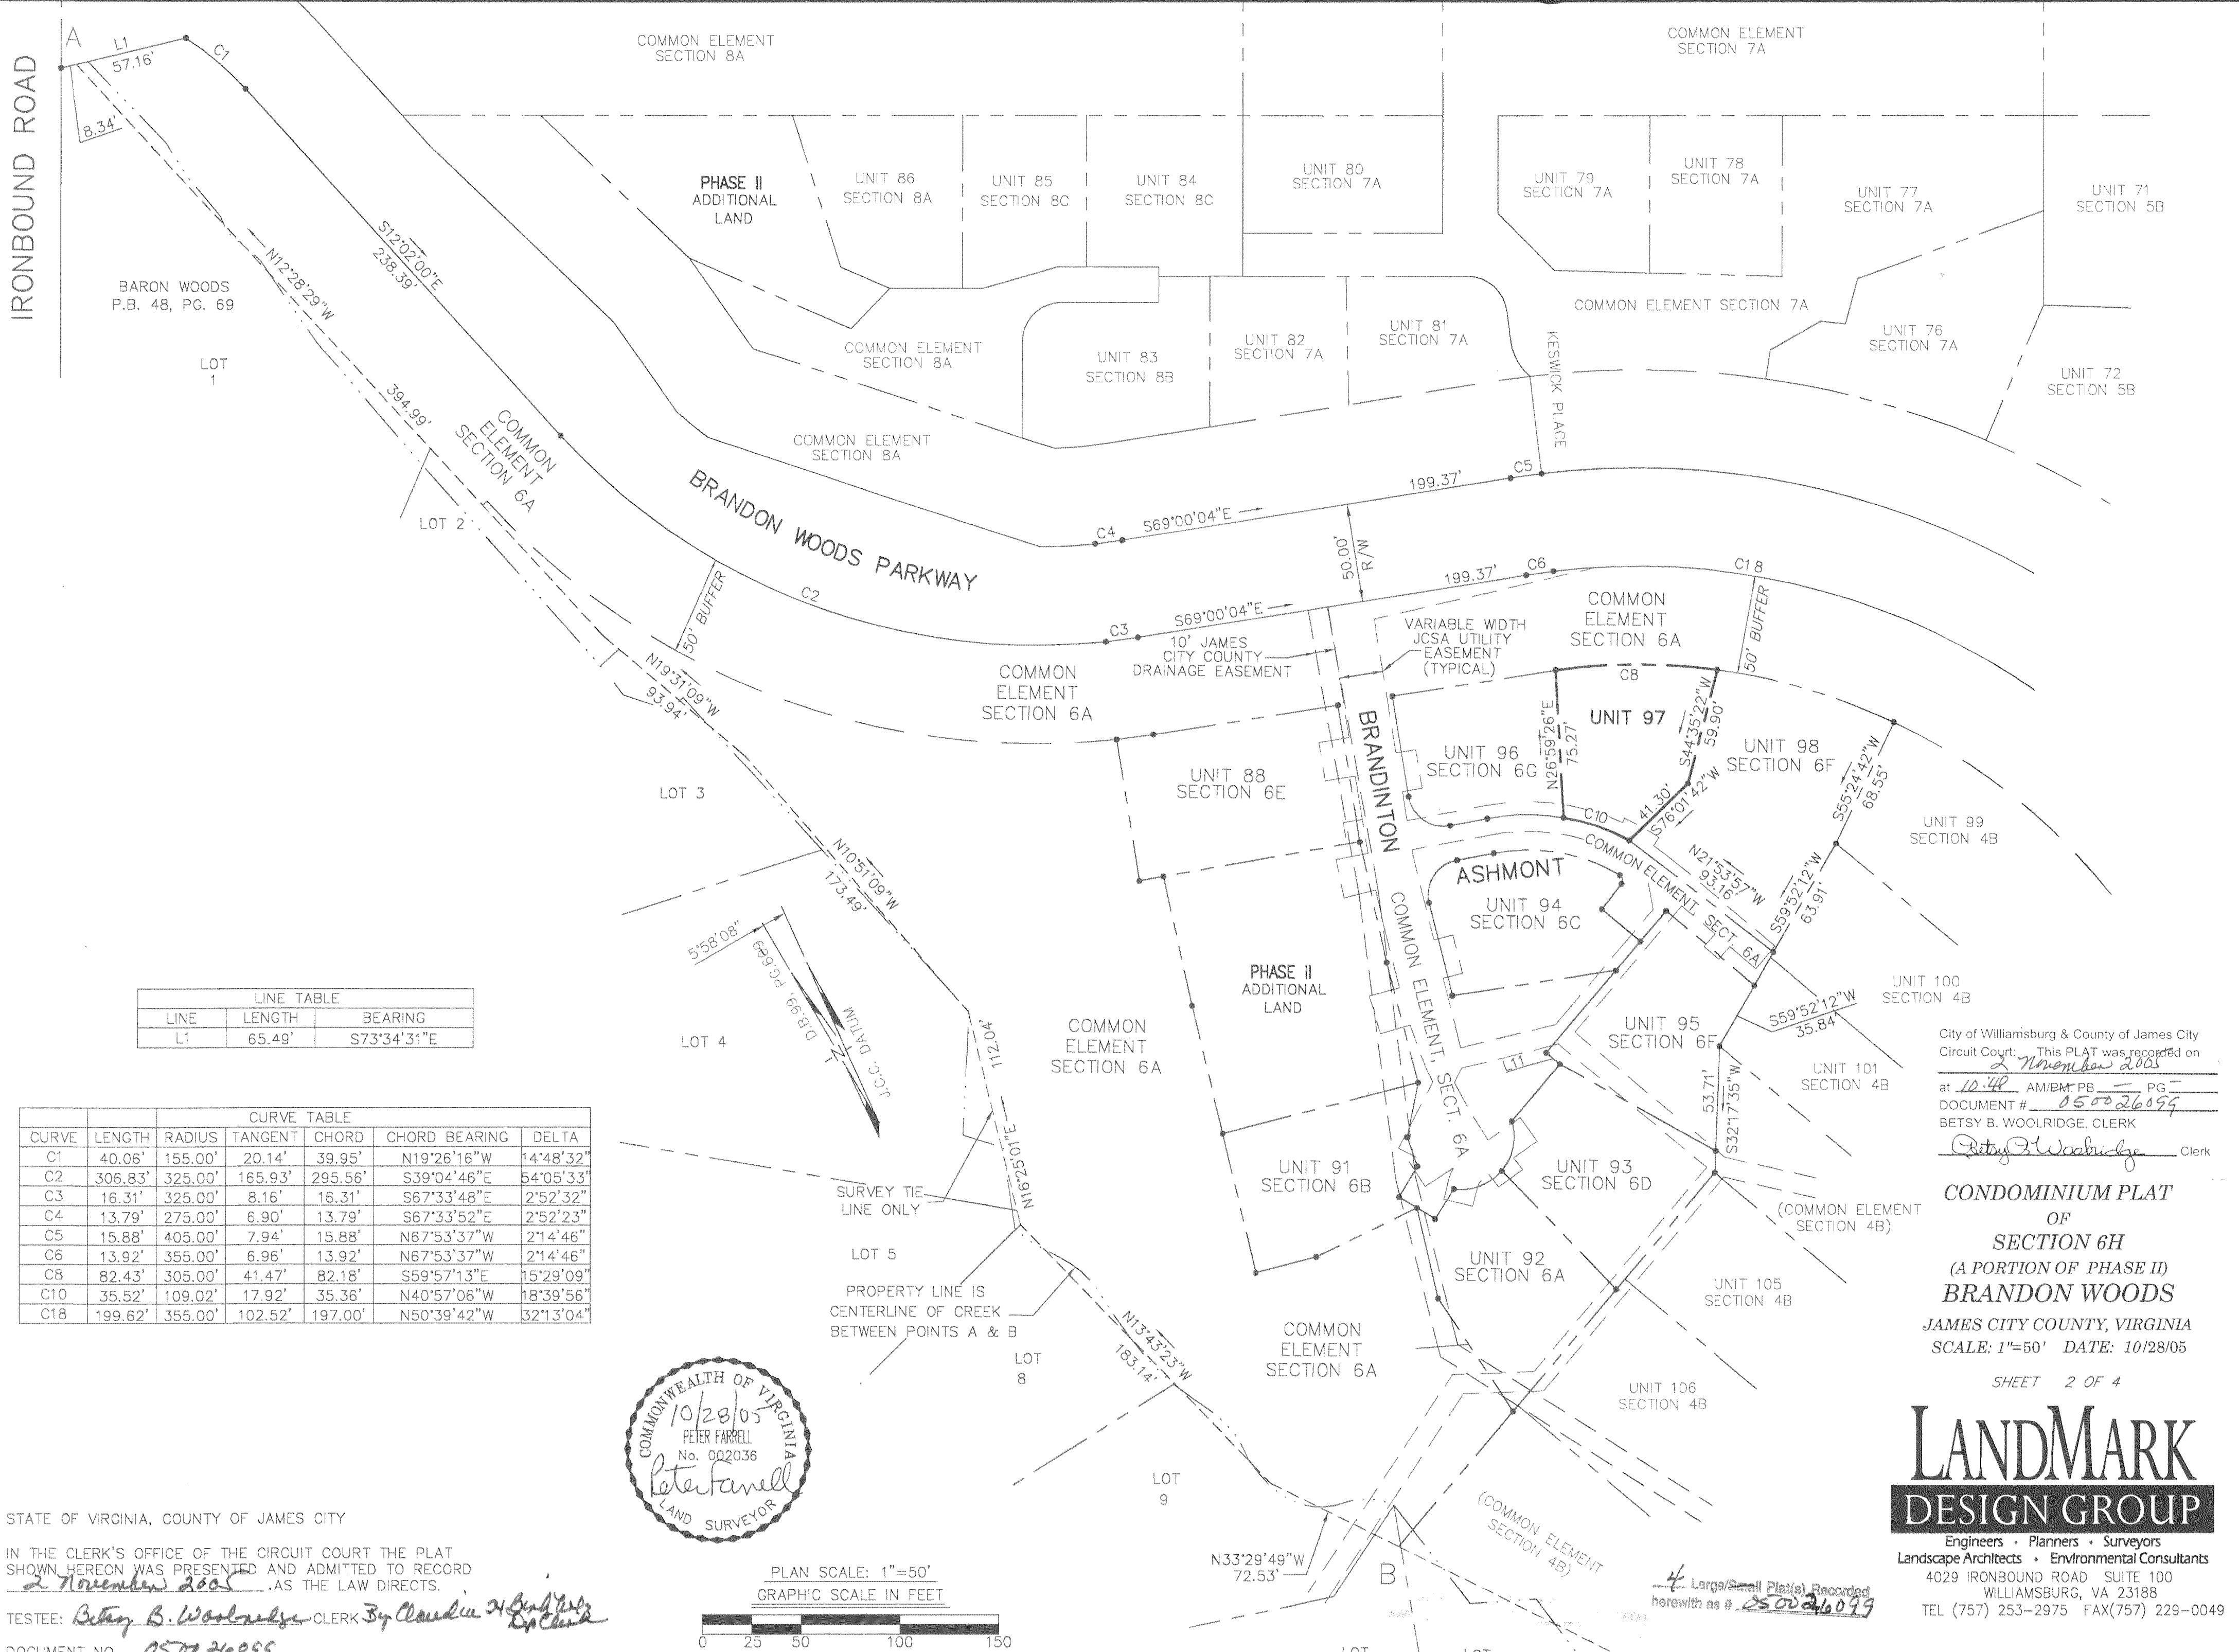 IRONBOUND ROAD
A
L1
57.16'
C1
8.34'
BARON WOODS
P.B. 48, PG. 69
LOT
1
S12°02'00"E
238.39'
N12°28'29"W
394.99'
COMMON
ELEMENT
SECTION 6A
LOT 2
COMMON ELEMENT
SECTION 8A
PHASE II
ADDITIONAL
LAND
UNIT 86
SECTION 8A
UNIT 85
SECTION 8C
UNIT 84
SECTION 8C
UNIT 80
SECTION 7A
COMMON ELEMENT
SECTION 7A
UNIT 79
SECTION 7A
UNIT 78
SECTION 7A
UNIT 77
SECTION 7A
UNIT 71
SECTION 5B
COMMON ELEMENT
SECTION 8A
UNIT 83
SECTION 8B
UNIT 82
SECTION 7A
UNIT 81
SECTION 7A
COMMON ELEMENT SECTION 7A
UNIT 76
SECTION 7A
UNIT 72
SECTION 5B
KESWICK PLACE
COMMON ELEMENT
SECTION 8A
BRANDON WOODS PARKWAY
C4
S69°00'04"E
199.37'
C5
50.00'
R/W
50' BUFFER
C2
C3
S69°00'04"E
199.37'
C6
C18
50' BUFFER
COMMON
ELEMENT
SECTION 6A
10' JAMES
CITY COUNTY
DRAINAGE EASEMENT
VARIABLE WIDTH
JCSA UTILITY
EASEMENT
(TYPICAL)
COMMON
ELEMENT
SECTION 6A
N19°31'09"W
93.94'
LOT 3
UNIT 88
SECTION 6E
BRANDINTON
UNIT 96
SECTION 6G
N26°59'26"E
75.27'
C8
UNIT 97
S44°35'22"W
59.90'
41.30'
S76°01'42"W
C10
UNIT 98
SECTION 6F
S55°24'42"W
68.55'
UNIT 99
SECTION 4B
S59°52'12"W
63.91'
N21°53'57"W
93.16'
COMMON ELEMENT, SECT. 6A
ASHMONT
UNIT 94
SECTION 6C
COMMON ELEMENT, SECT. 6A
N10°51'09"W
173.49'
5°58'08"
D.B.99, PG.609
J.C.C. DATUM
N
LOT 4
PHASE II
ADDITIONAL
LAND
COMMON
ELEMENT
SECTION 6A
112.04'
N16°25'01"E
UNIT 95
SECTION 6F
L11
S59°52'12"W
35.84'
UNIT 100
SECTION 4B
UNIT 101
SECTION 4B
53.71'
S32°17'35"W
UNIT 91
SECTION 6B
UNIT 93
SECTION 6D
(COMMON ELEMENT
SECTION 4B)
UNIT 92
SECTION 6A
UNIT 105
SECTION 4B
UNIT 106
SECTION 4B
SURVEY TIE
LINE ONLY
LOT 5
PROPERTY LINE IS
CENTERLINE OF CREEK
BETWEEN POINTS A & B
N13°43'23"W
183.14'
LOT
8
COMMON
ELEMENT
SECTION 6A
LOT
9
(COMMON ELEMENT
SECTION 4B)
N33°29'49"W
72.53'
B
LOT
LOT
LINE TABLE
LINE LENGTH BEARING
L1 65.49' S73°34'31"E
CURVE TABLE
CURVE LENGTH RADIUS TANGENT CHORD CHORD BEARING DELTA
C1 40.06' 155.00' 20.14' 39.95' N19°26'16"W 14°48'32"
C2 306.83' 325.00' 165.93' 295.56' S39°04'46"E 54°05'33"
C3 16.31' 325.00' 8.16' 16.31' S67°33'48"E 2°52'32"
C4 13.79' 275.00' 6.90' 13.79' S67°33'52"E 2°52'23"
C5 15.88' 405.00' 7.94' 15.88' N67°53'37"W 2°14'46"
C6 13.92' 355.00' 6.96' 13.92' N67°53'37"W 2°14'46"
C8 82.43' 305.00' 41.47' 82.18' S59°57'13"E 15°29'09"
C10 35.52' 109.02' 17.92' 35.36' N40°57'06"W 18°39'56"
C18 199.62' 355.00' 102.52' 197.00' N50°39'42"W 32°13'04"
COMMONWEALTH OF VIRGINIA
10/28/05
PETER FARRELL
No. 002036
Peter Farrell
LAND SURVEYOR
STATE OF VIRGINIA, COUNTY OF JAMES CITY
IN THE CLERK'S OFFICE OF THE CIRCUIT COURT THE PLAT
SHOWN HEREON WAS PRESENTED AND ADMITTED TO RECORD
2 November 2005 .AS THE LAW DIRECTS.
TESTEE: Betsy B. Woolridge CLERK By Claudia
DOCUMENT NO. 050026099
PLAN SCALE: 1"=50'
GRAPHIC SCALE IN FEET
0 25 50 100 150
City of Williamsburg & County of James City
Circuit Court: This PLAT was recorded on
2 November 2005
at 10:40 AM/PM PB — PG —
DOCUMENT # 050026099
BETSY B. WOOLRIDGE, CLERK
Betsy B Woolridge Clerk
CONDOMINIUM PLAT
OF
SECTION 6H
(A PORTION OF PHASE II)
BRANDON WOODS
JAMES CITY COUNTY, VIRGINIA
SCALE: 1"=50' DATE: 10/28/05
SHEET 2 OF 4
LANDMARK
DESIGN GROUP
Engineers • Planners • Surveyors
Landscape Architects • Environmental Consultants
4029 IRONBOUND ROAD SUITE 100
WILLIAMSBURG, VA 23188
TEL (757) 253-2975 FAX(757) 229-0049
4 Large/Small Plat(s) Recorded
herewith as # 050026099